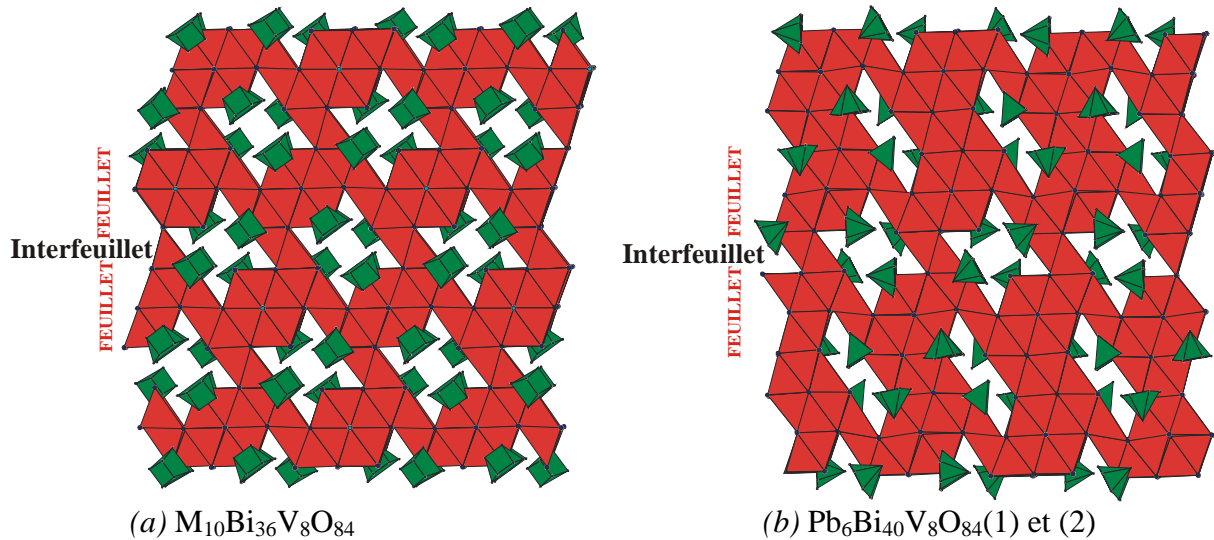 FEUILLET
Interfeuillet
FEUILLET
FEUILLET
Interfeuillet
FEUILLET
(a) M₁₀Bi₃₆V₈O₈₄
(b) Pb₆Bi₄₀V₈O₈₄(1) et (2)